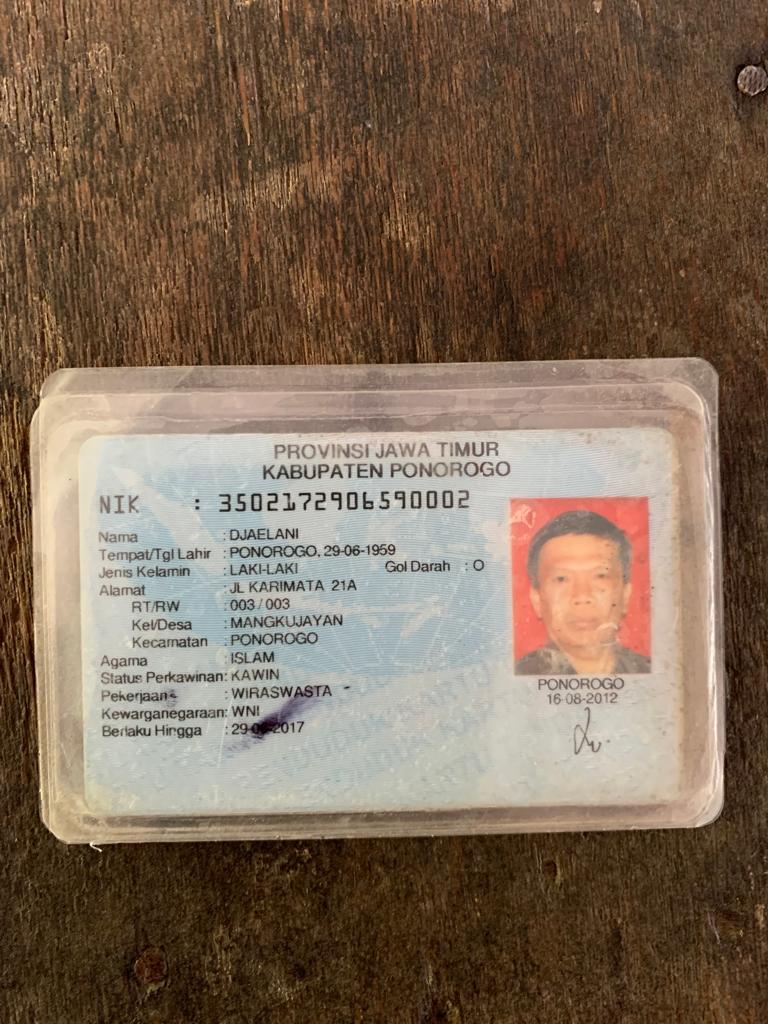 PROVINSI JAWA TIMUR
KABUPATEN PONOROGO
NIK : 3502172906590002
Nama : DJAELANI
Tempat/Tgl Lahir : PONOROGO, 29-06-1959
Jenis Kelamin : LAKI-LAKI Gol Darah : O
Alamat : JL KARIMATA 21A
RT/RW : 003 / 003
Kel/Desa : MANGKUJAYAN
Kecamatan : PONOROGO
Agama : ISLAM
Status Perkawinan: KAWIN
Pekerjaan : WIRASWASTA
Kewarganegaraan: WNI
Berlaku Hingga : 29-06-2017
PONOROGO
16-08-2012